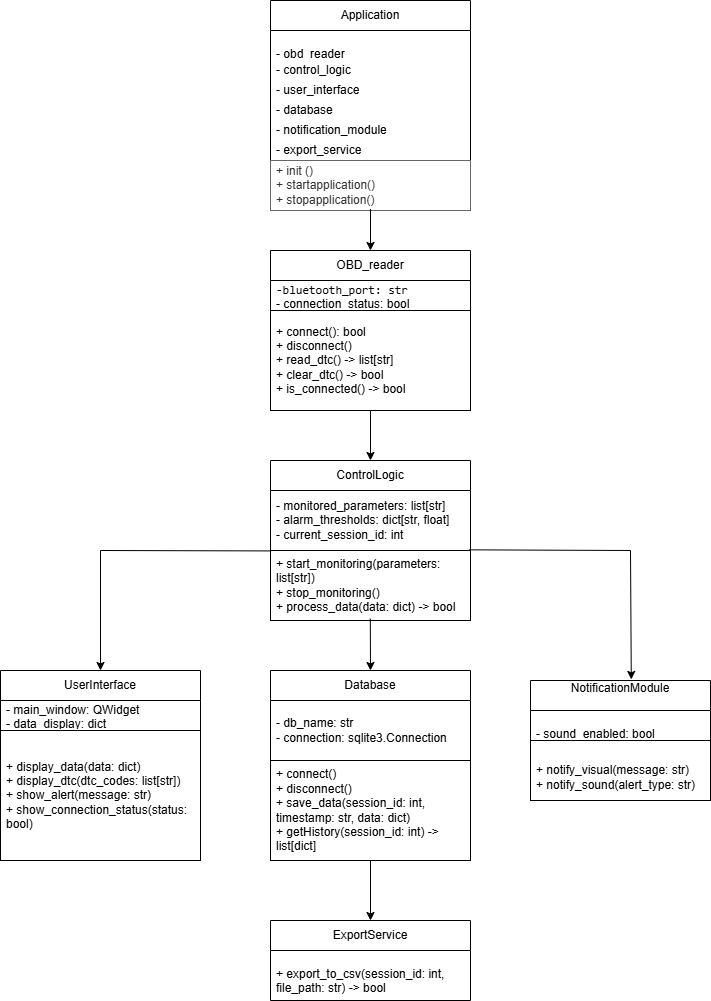 Application
- obd_reader
- control_logic
- user_interface
- database
- notification_module
- export_service
+ init ()
+ startapplication()
+ stopapplication()
OBD_reader
-bluetooth_port: str
- connection_status: bool
+ connect(): bool
+ disconnect()
+ read_dtc() -> list[str]
+ clear_dtc() -> bool
+ is_connected() -> bool
ControlLogic
- monitored_parameters: list[str]
- alarm_thresholds: dict[str, float]
- current_session_id: int
+ start_monitoring(parameters:
list[str])
+ stop_monitoring()
+ process_data(data: dict) -> bool
UserInterface
- main_window: QWidget
- data_display: dict
+ display_data(data: dict)
+ display_dtc(dtc_codes: list[str])
+ show_alert(message: str)
+ show_connection_status(status:
bool)
Database
- db_name: str
- connection: sqlite3.Connection
+ connect()
+ disconnect()
+ save_data(session_id: int,
timestamp: str, data: dict)
+ getHistory(session_id: int) ->
list[dict]
NotificationModule
- sound_enabled: bool
+ notify_visual(message: str)
+ notify_sound(alert_type: str)
ExportService
+ export_to_csv(session_id: int,
file_path: str) -> bool